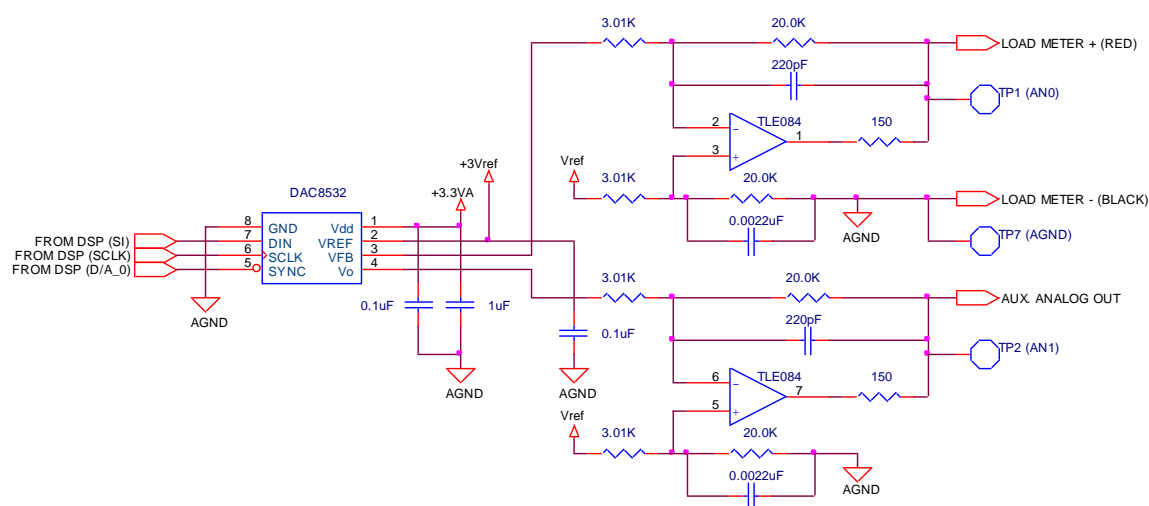 3.01K
20.0K
LOAD METER + (RED)
220pF
TP1 (AN0)
TLE084
150
2
1
3
+3Vref
Vref
3.01K
20.0K
DAC8532
+3.3VA
LOAD METER - (BLACK)
0.0022uF
AGND
8 GND Vdd 1
FROM DSP (SI) 7 DIN VREF 2
FROM DSP (SCLK) 6 SCLK VFB 3
FROM DSP (D/A_0) 5 SYNC Vo 4
TP7 (AGND)
3.01K
20.0K
AUX. ANALOG OUT
0.1uF
1uF
220pF
AGND
0.1uF
TP2 (AN1)
TLE084
150
6
7
5
AGND
AGND
Vref
3.01K
20.0K
0.0022uF
AGND